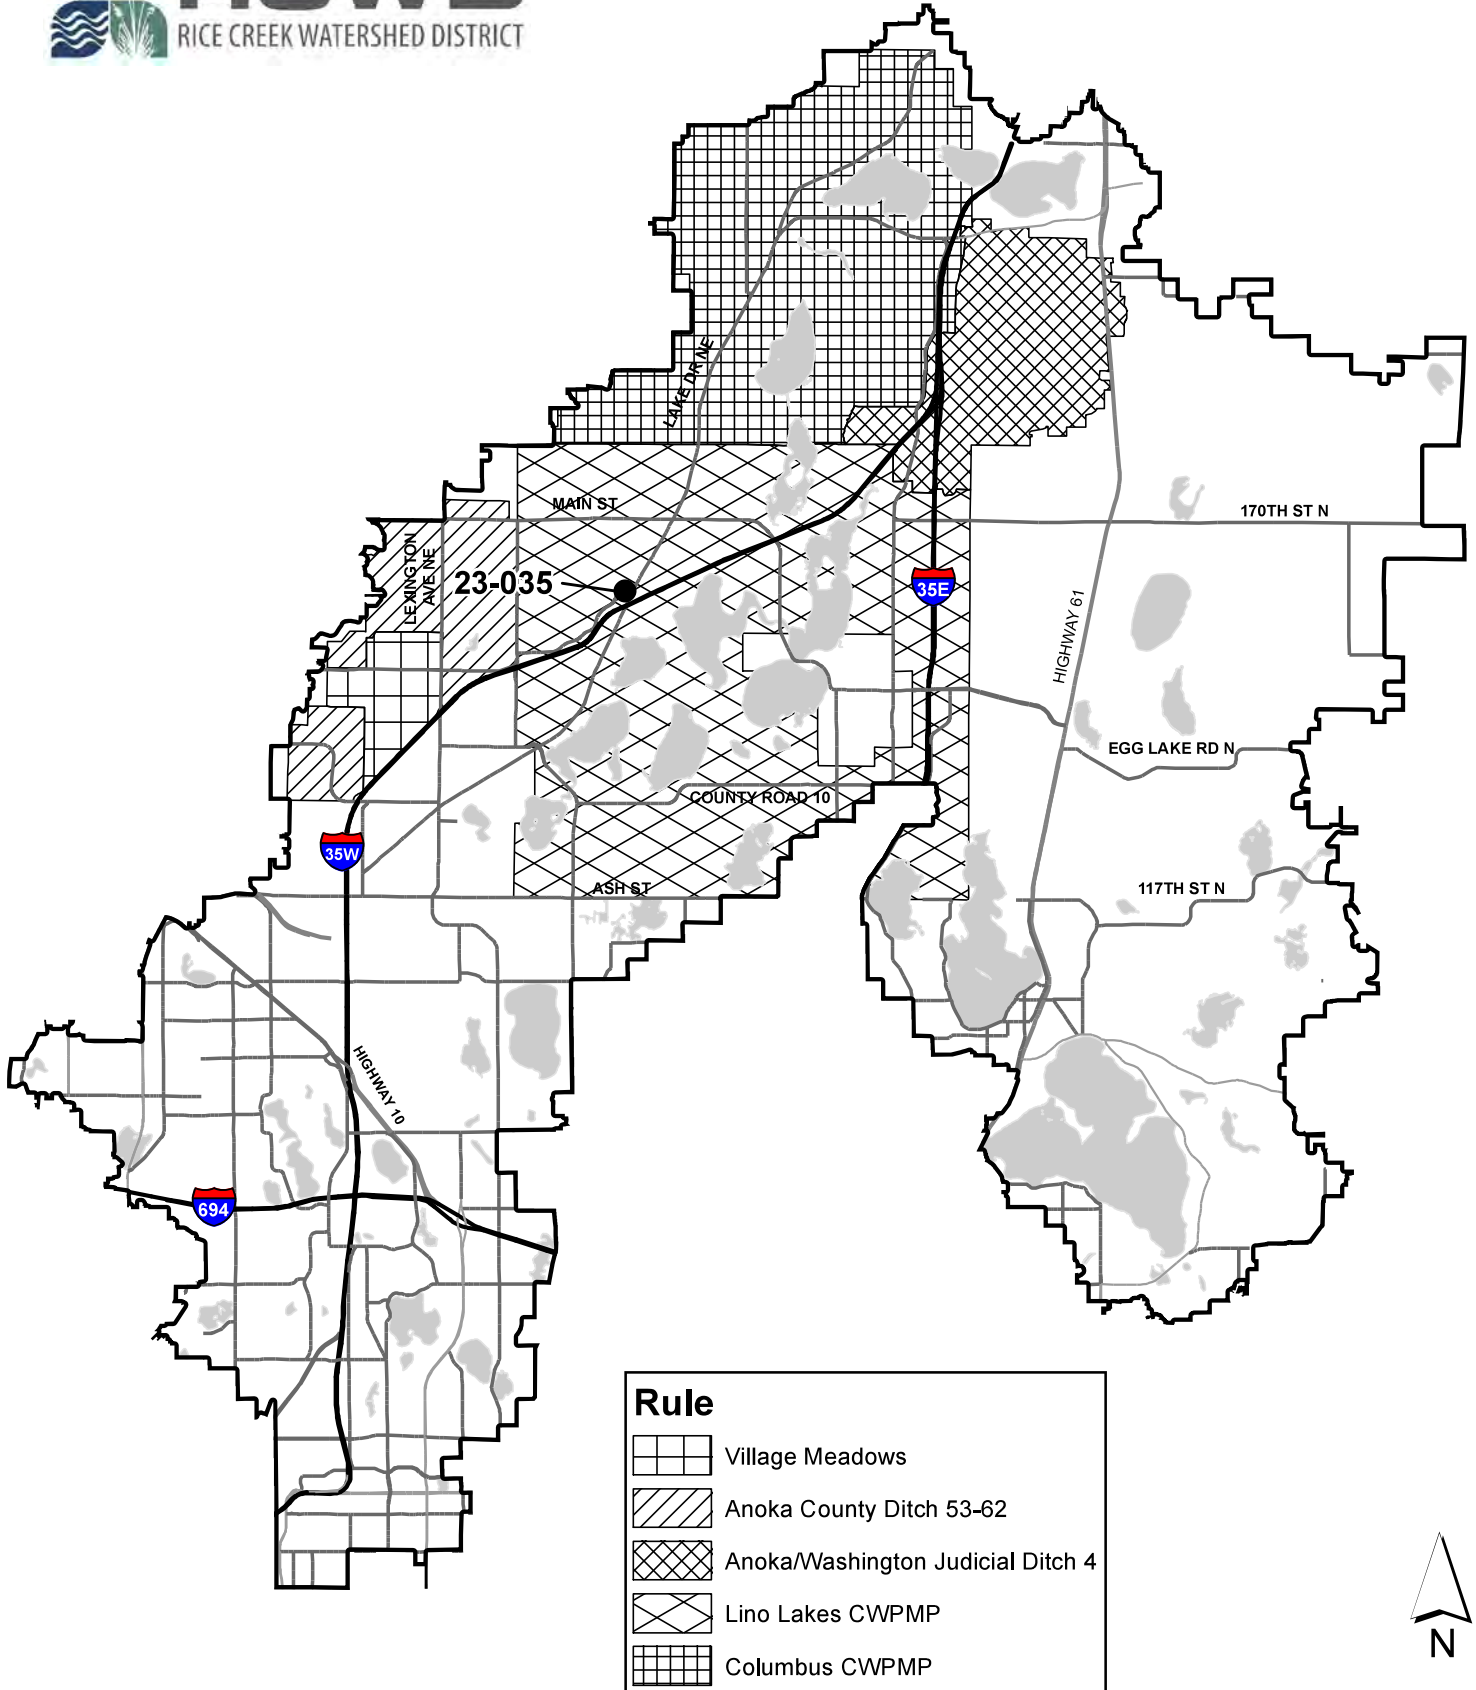 RICE CREEK WATERSHED DISTRICT
LAKE DR NE
MAIN ST
170TH ST N
LEXINGTON
AVE NE
23-035
35E
HIGHWAY 61
EGG LAKE RD N
COUNTY ROAD 10
35W
ASH ST
117TH ST N
HIGHWAY 10
694
Rule
Village Meadows
Anoka County Ditch 53-62
Anoka/Washington Judicial Ditch 4
Lino Lakes CWPMP
Columbus CWPMP
N